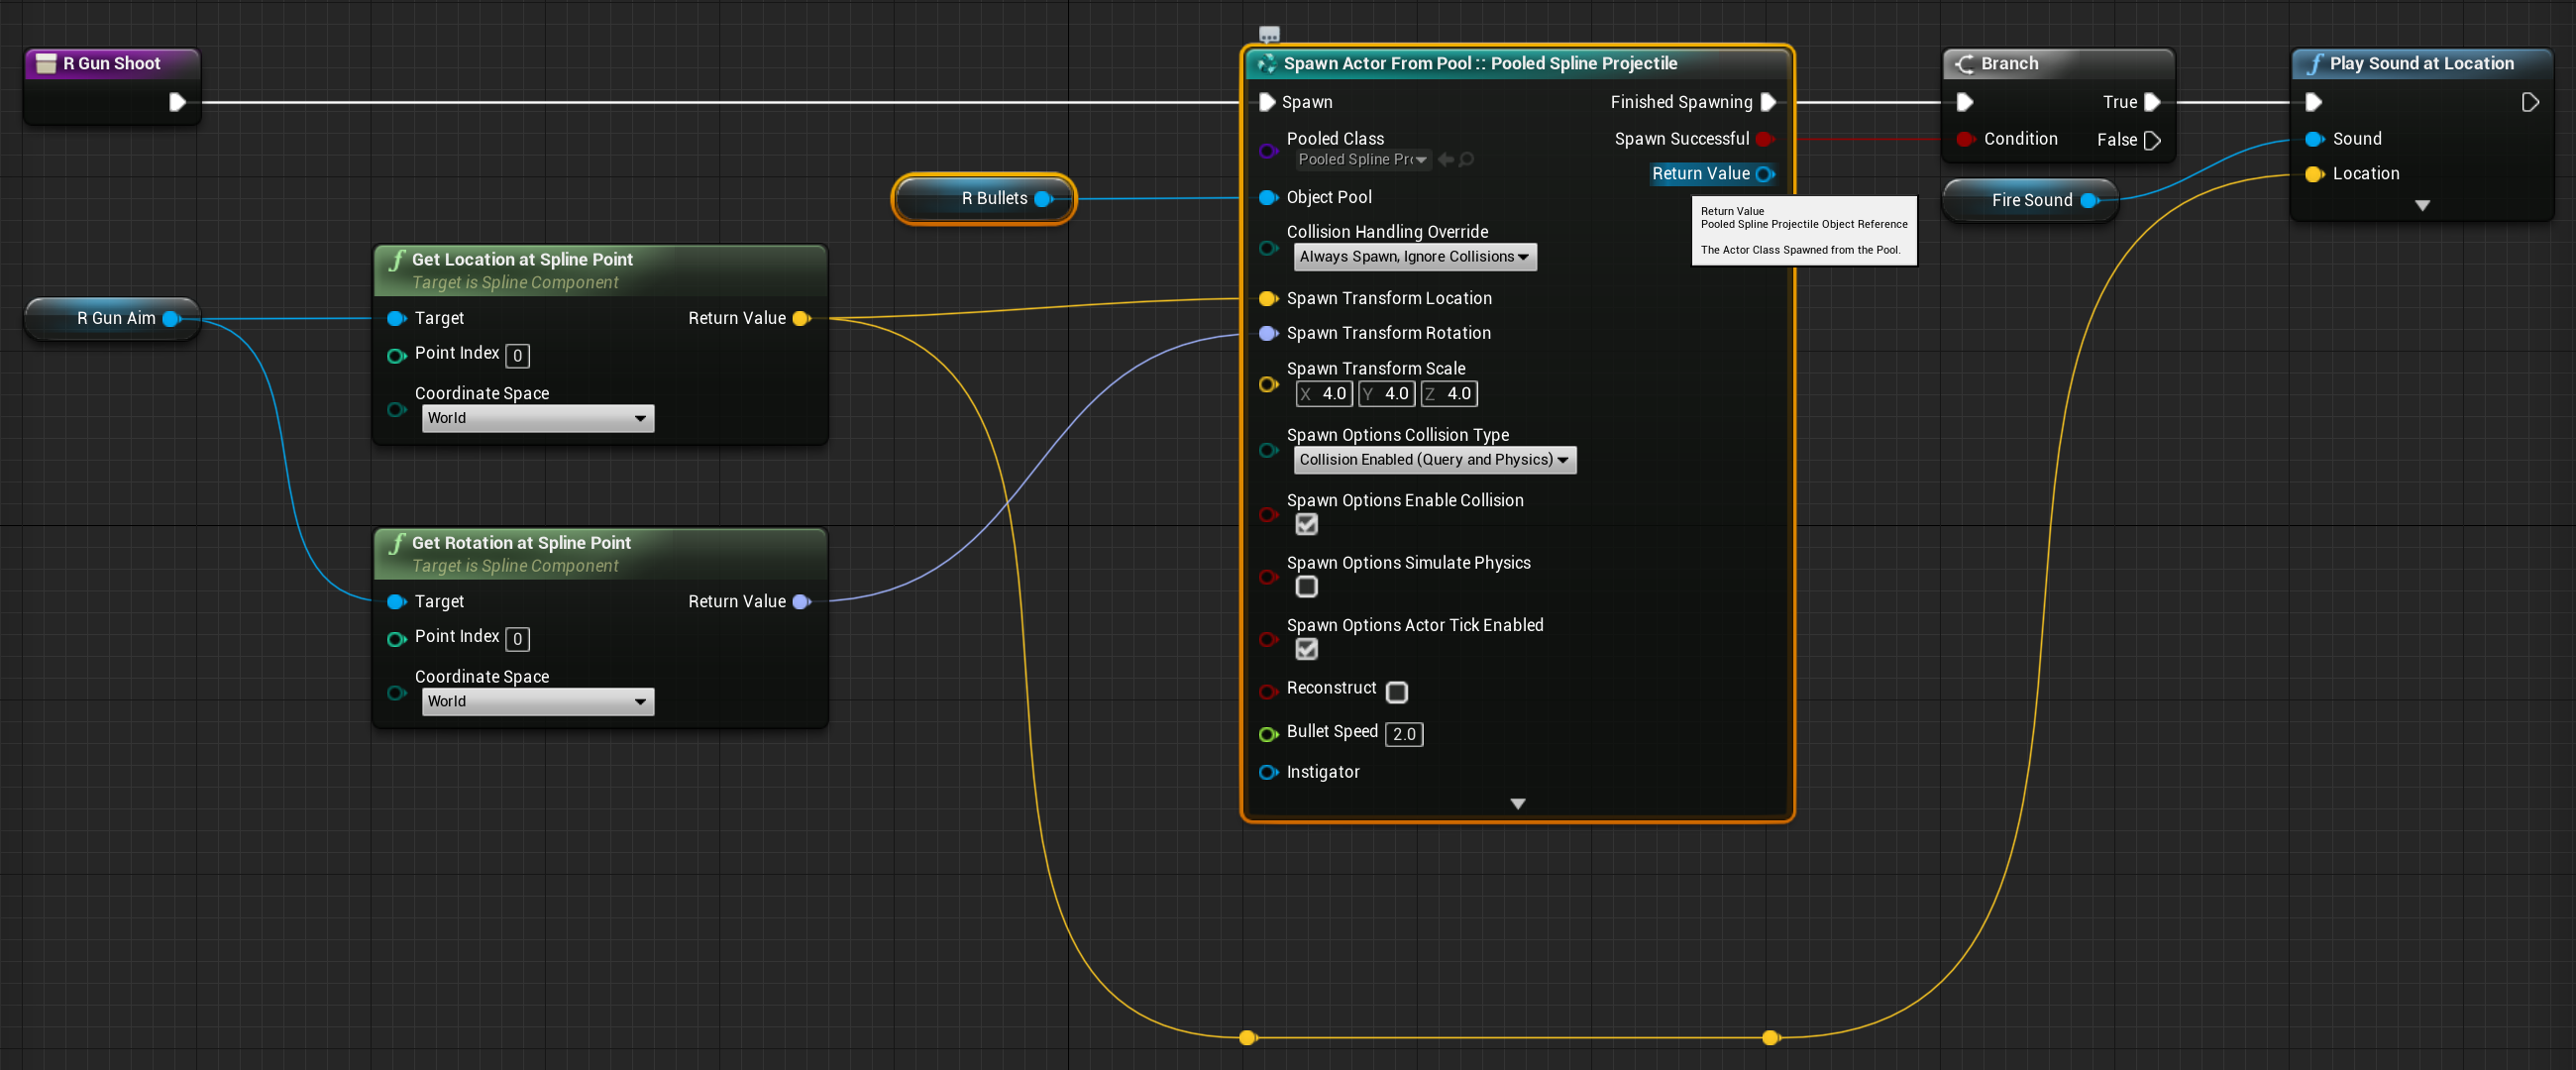 R Gun Shoot
R Bullets
R Gun Aim
Get Location at Spline Point
Target is Spline Component
Target
Return Value
Point Index 0
Coordinate Space
World
Get Rotation at Spline Point
Target is Spline Component
Target
Return Value
Point Index 0
Coordinate Space
World
Spawn Actor From Pool :: Pooled Spline Projectile
Spawn
Finished Spawning
Pooled Class
Spawn Successful
Pooled Spline Pr
Return Value
Object Pool
Collision Handling Override
Always Spawn, Ignore Collisions
Spawn Transform Location
Spawn Transform Rotation
Spawn Transform Scale
X 4.0 Y 4.0 Z 4.0
Spawn Options Collision Type
Collision Enabled (Query and Physics)
Spawn Options Enable Collision
Spawn Options Simulate Physics
Spawn Options Actor Tick Enabled
Reconstruct
Bullet Speed 2.0
Instigator
Return Value
Pooled Spline Projectile Object Reference
The Actor Class Spawned from the Pool.
Branch
True
Condition
False
Fire Sound
Play Sound at Location
Sound
Location